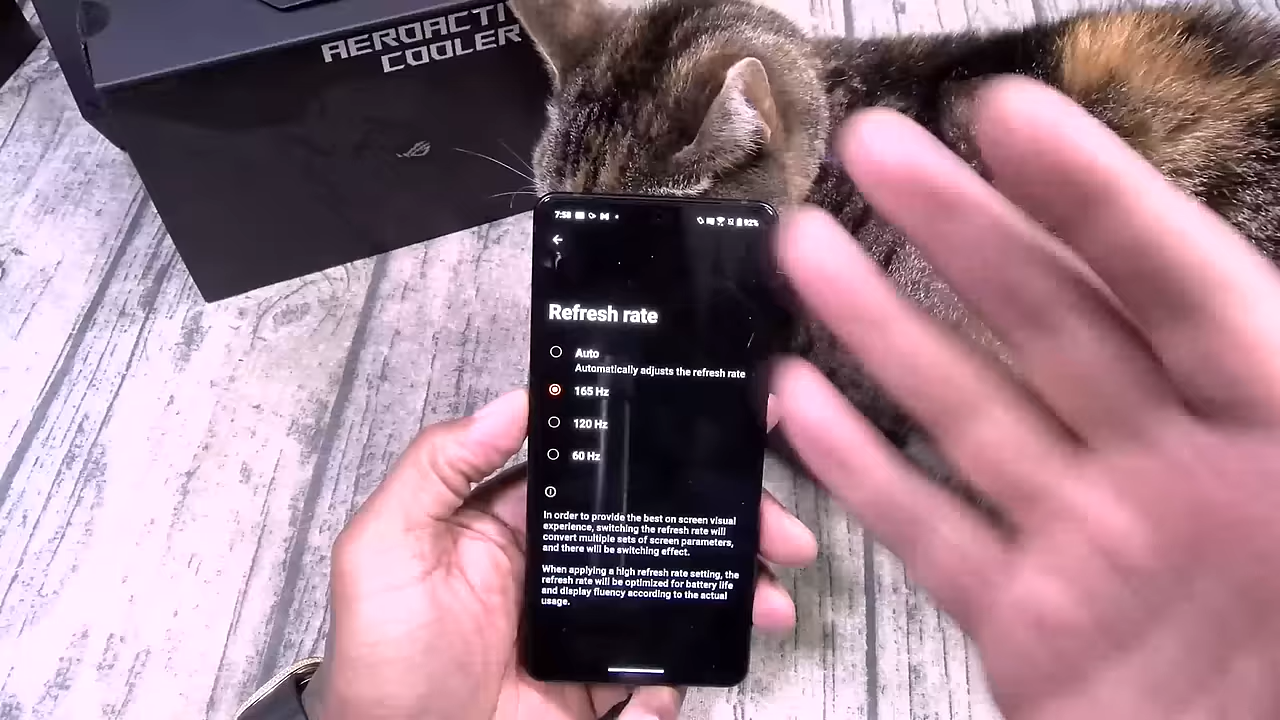 AEROACTI
COOLER
7:58
92%
Refresh rate
Auto
Automatically adjusts the refresh rate
165 Hz
120 Hz
60 Hz
In order to provide the best on screen visual
experience, switching the refresh rate will
convert multiple sets of screen parameters,
and there will be switching effect.
When applying a high refresh rate setting, the
refresh rate will be optimized for battery life
and display fluency according to the actual
usage.